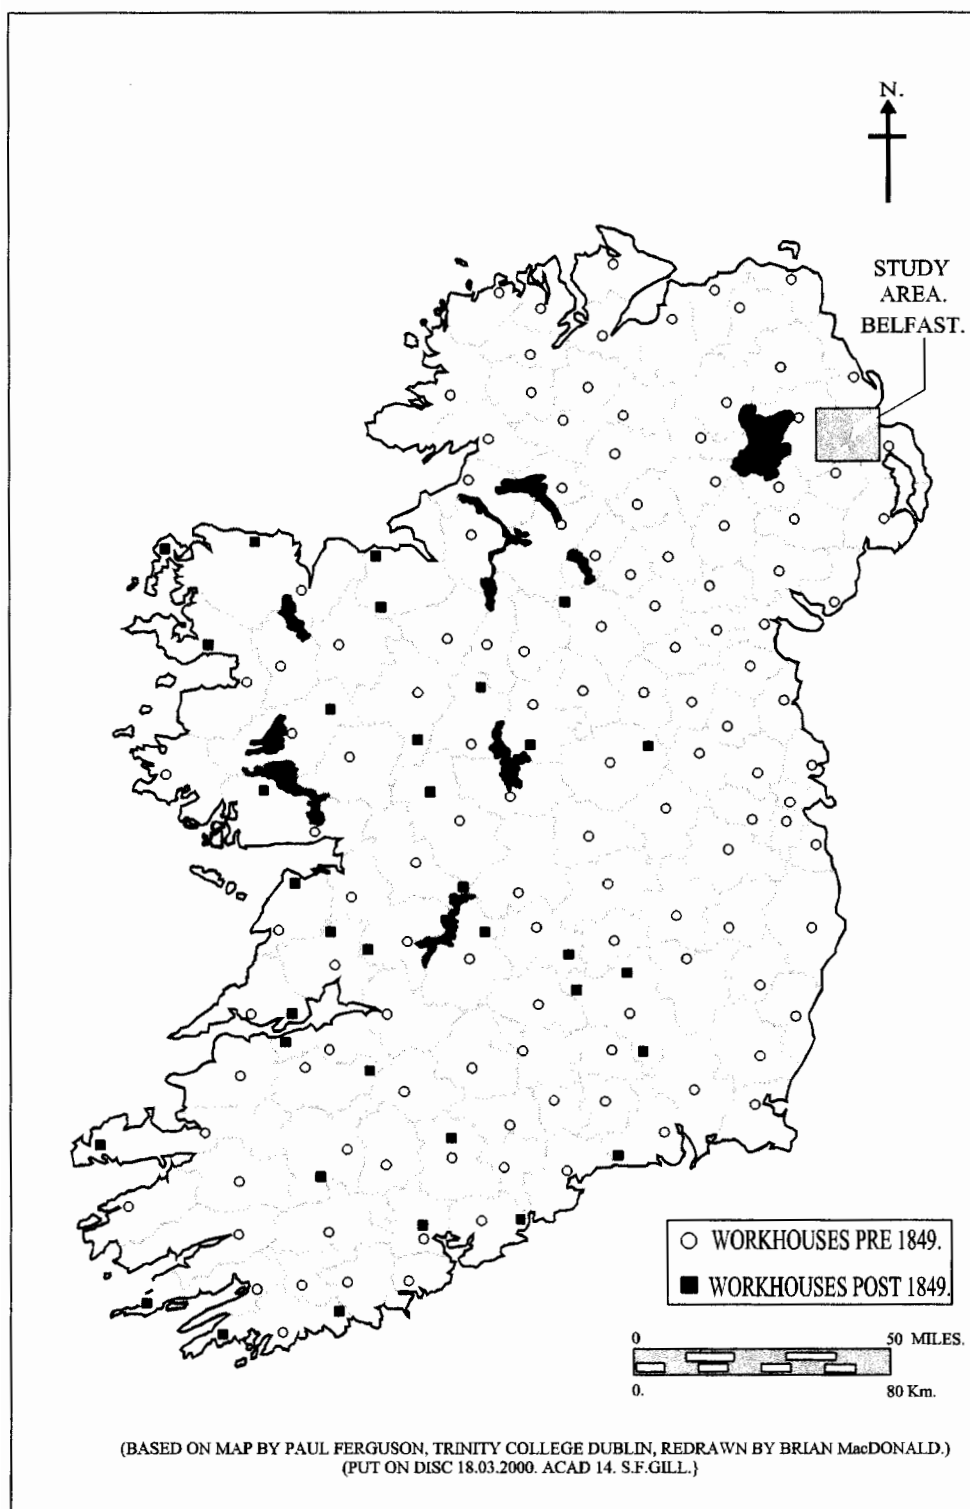 N.
STUDY
AREA.
BELFAST.
WORKHOUSES PRE 1849.
WORKHOUSES POST 1849.
0 50 MILES.
0. 80 Km.
(BASED ON MAP BY PAUL FERGUSON, TRINITY COLLEGE DUBLIN, REDRAWN BY BRIAN MacDONALD.)
(PUT ON DISC 18.03.2000. ACAD 14. S.F.GILL.}